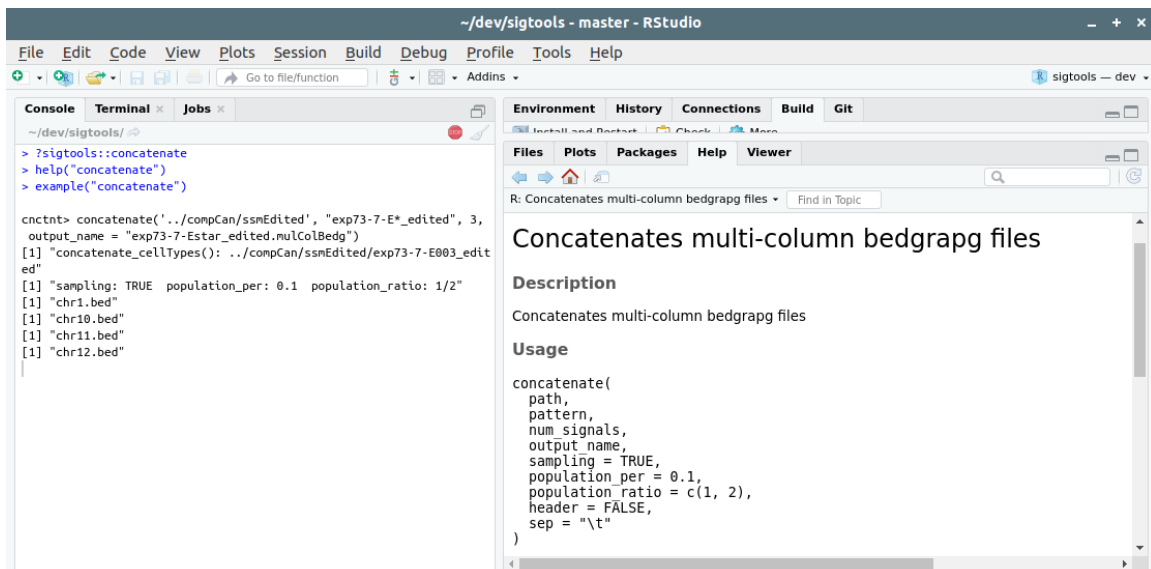 ~/dev/sigtools - master - RStudio
File Edit Code View Plots Session Build Debug Profile Tools Help
Go to file/function
Addins
sigtools — dev
Console Terminal Jobs
~/dev/sigtools/
STOP
> ?sigtools::concatenate
> help("concatenate")
> example("concatenate")
cnctnt> concatenate('../compCan/ssmEdited', "exp73-7-E*_edited", 3,
output_name = "exp73-7-Estar_edited.mulColBedg")
[1] "concatenate_cellTypes(): ../compCan/ssmEdited/exp73-7-E003_edit
ed"
[1] "sampling: TRUE  population_per: 0.1  population_ratio: 1/2"
[1] "chr1.bed"
[1] "chr10.bed"
[1] "chr11.bed"
[1] "chr12.bed"
Environment History Connections Build Git
Install and Restart Check More
Files Plots Packages Help Viewer
R: Concatenates multi-column bedgrapg files
Find in Topic
Concatenates multi-column bedgrapg files
Description
Concatenates multi-column bedgrapg files
Usage
concatenate(
path,
pattern,
num_signals,
output_name,
sampling = TRUE,
population_per = 0.1,
population_ratio = c(1, 2),
header = FALSE,
sep = "\t"
)